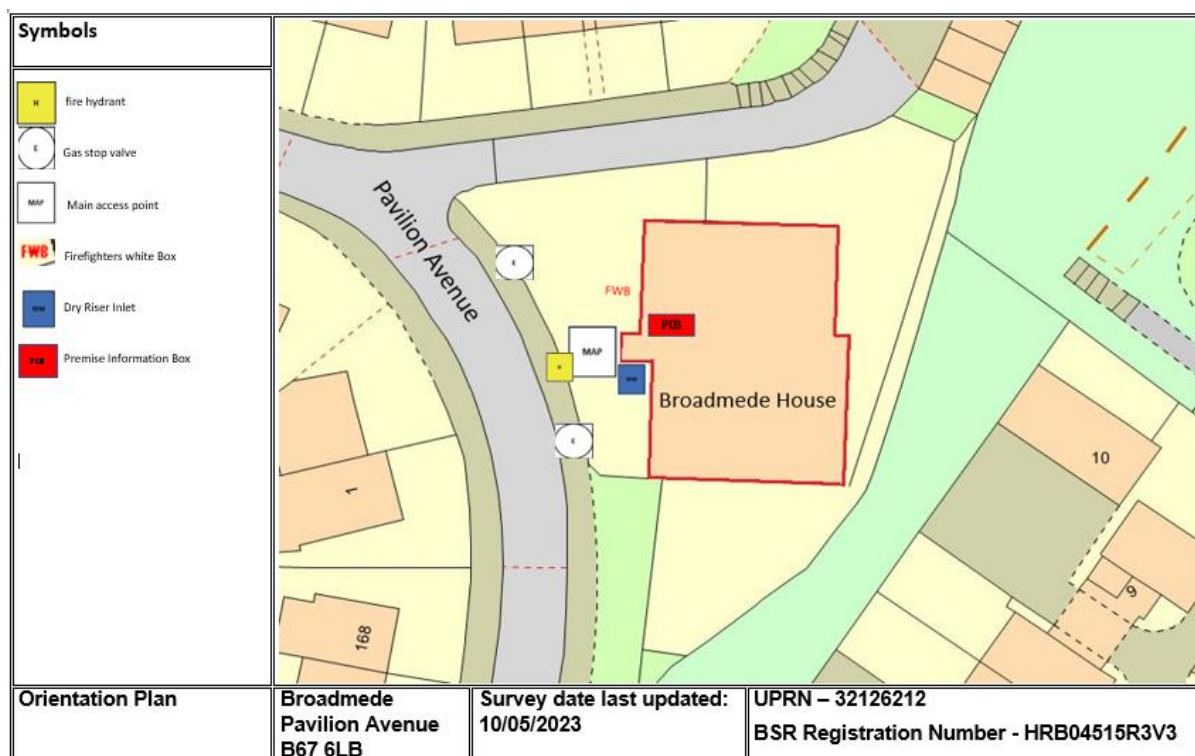 Symbols
H
fire hydrant
E
Gas stop valve
MAP
Main access point
FWB
Firefighters white Box
Dry Riser Inlet
PIB
Premise Information Box
Pavilion Avenue
E
FWB
PIB
MAP
H
Broadmede House
E
1
168
10
9
Orientation Plan
Broadmede
Pavilion Avenue
B67 6LB
Survey date last updated:
10/05/2023
UPRN – 32126212
BSR Registration Number - HRB04515R3V3